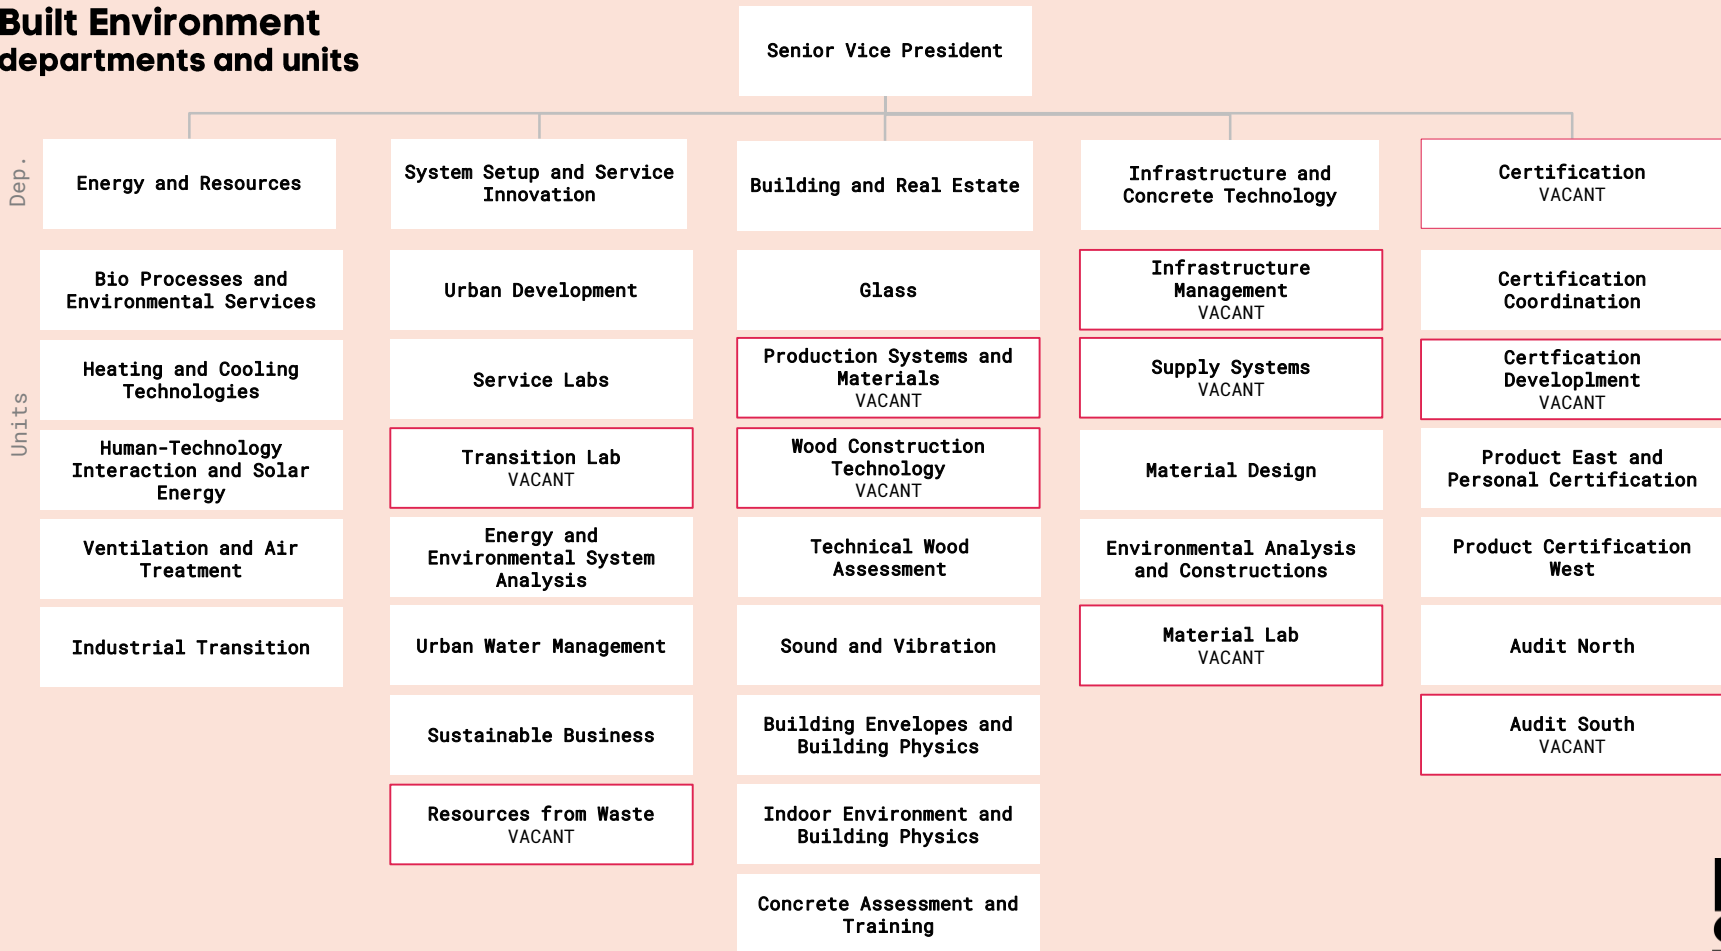 Built Environment
departments and units
Senior Vice President
Dep.
Energy and Resources
System Setup and Service
Innovation
Building and Real Estate
Infrastructure and
Concrete Technology
Certification
VACANT
Units
Bio Processes and
Environmental Services
Heating and Cooling
Technologies
Human-Technology
Interaction and Solar
Energy
Ventilation and Air
Treatment
Industrial Transition
Urban Development
Service Labs
Transition Lab
VACANT
Energy and
Environmental System
Analysis
Urban Water Management
Sustainable Business
Resources from Waste
VACANT
Glass
Production Systems and
Materials
VACANT
Wood Construction
Technology
VACANT
Technical Wood
Assessment
Sound and Vibration
Building Envelopes and
Building Physics
Indoor Environment and
Building Physics
Concrete Assessment and
Training
Infrastructure
Management
VACANT
Supply Systems
VACANT
Material Design
Environmental Analysis
and Constructions
Material Lab
VACANT
Certification
Coordination
Certfication
Developlment
VACANT
Product East and
Personal Certification
Product Certification
West
Audit North
Audit South
VACANT